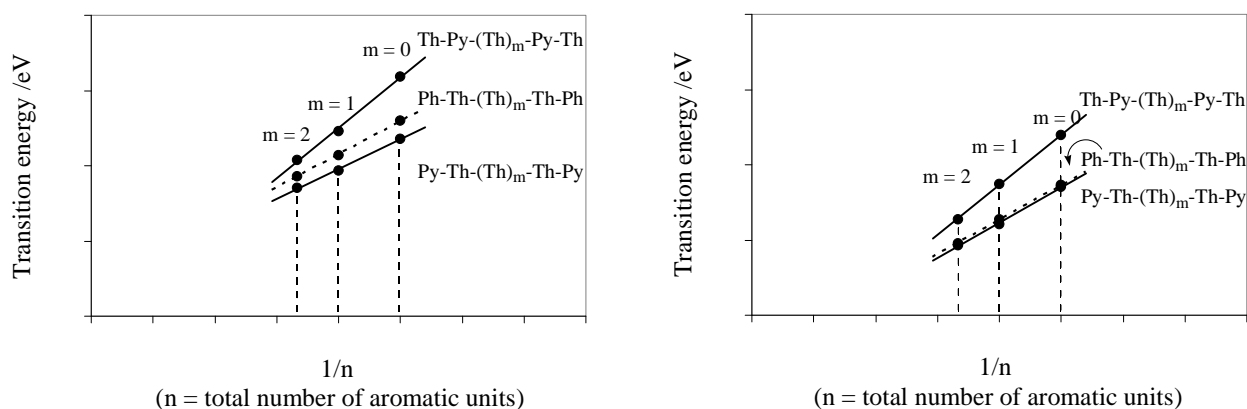 Transition energy /eV
m = 0
m = 1
m = 2
Th-Py-(Th)m-Py-Th
Ph-Th-(Th)m-Th-Ph
Py-Th-(Th)m-Th-Py
1/n
(n = total number of aromatic units)
Transition energy /eV
m = 0
m = 1
m = 2
Th-Py-(Th)m-Py-Th
Ph-Th-(Th)m-Th-Ph
Py-Th-(Th)m-Th-Py
1/n
(n = total number of aromatic units)